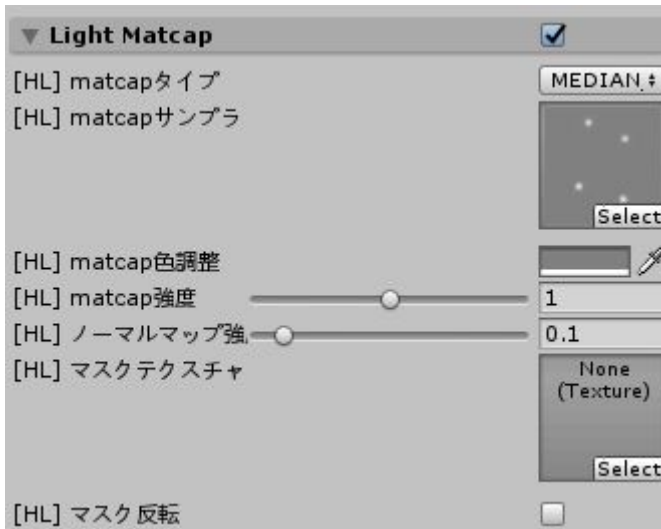 Light Matcap
[HL] matcapタイプ MEDIAN
[HL] matcapサンプラ
Select
[HL] matcap色調整
[HL] matcap強度 1
[HL] ノーマルマップ強 0.1
[HL] マスクテクスチャ None
(Texture)
Select
[HL] マスク反転